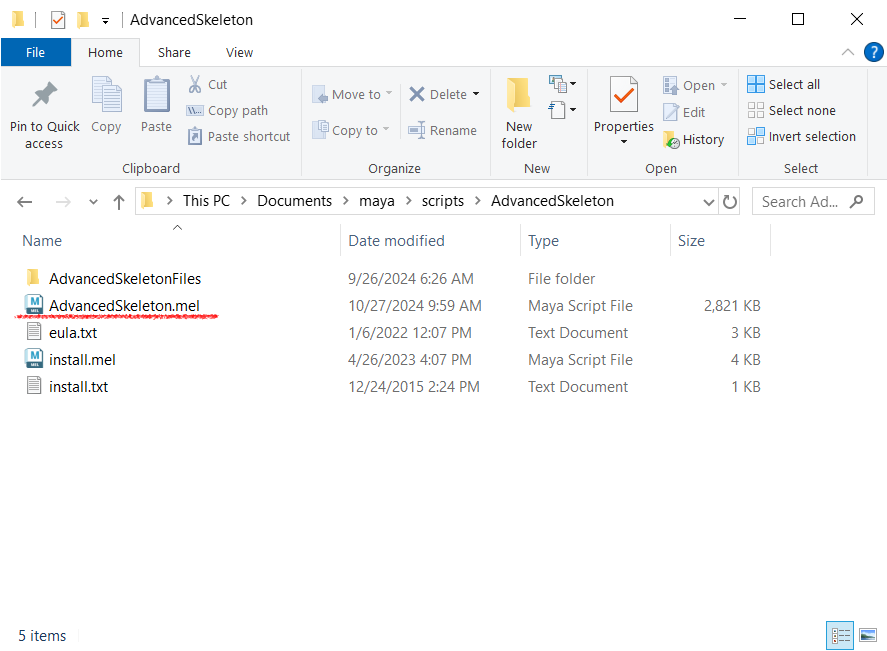 AdvancedSkeleton
File Home Share View
?
Pin to Quick access
Copy
Paste
Cut
Copy path
Paste shortcut
Clipboard
Move to
Copy to
Delete
Rename
Organize
New folder
New
Properties
Open
Edit
History
Open
Select all
Select none
Invert selection
Select
This PC > Documents > maya > scripts > AdvancedSkeleton
Search Ad...
Name Date modified Type Size
AdvancedSkeletonFiles 9/26/2024 6:26 AM File folder
M MEL AdvancedSkeleton.mel 10/27/2024 9:59 AM Maya Script File 2,821 KB
eula.txt 1/6/2022 12:07 PM Text Document 3 KB
M MEL install.mel 4/26/2023 4:07 PM Maya Script File 4 KB
install.txt 12/24/2015 2:24 PM Text Document 1 KB
5 items